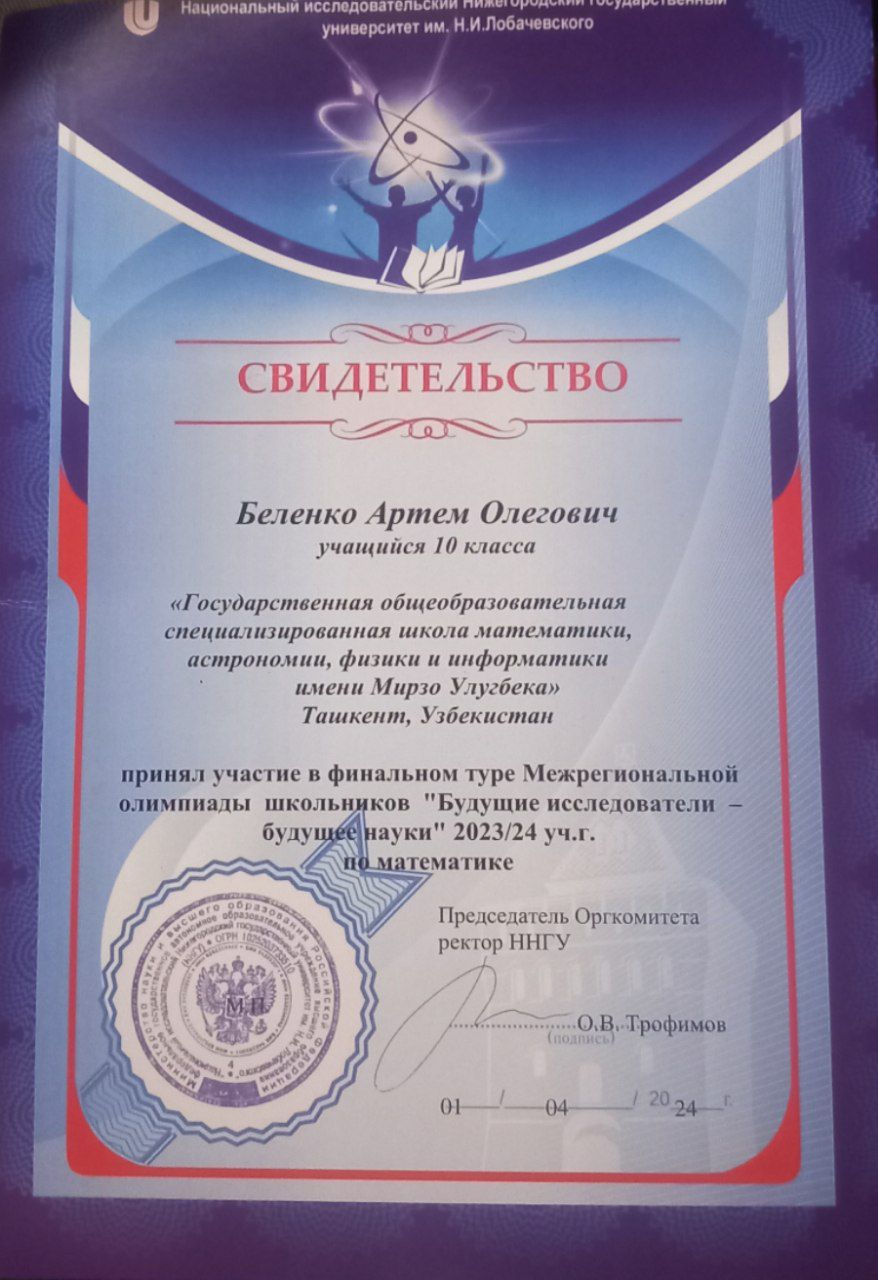 Национальный исследовательский Нижегородский государственный
университет им. Н.И.Лобачевского
СВИДЕТЕЛЬСТВО
Беленко Артем Олегович
учащийся 10 класса
«Государственная общеобразовательная
специализированная школа математики,
астрономии, физики и информатики
имени Мирзо Улугбека»
Ташкент, Узбекистан
принял участие в финальном туре Межрегиональной
олимпиады школьников "Будущие исследователи –
будущее науки" 2023/24 уч.г.
по математике
Председатель Оргкомитета
ректор ННГУ
О.В. Трофимов
(подпись)
01 / 04 / 20 24 г.
М.П.
Министерство науки и высшего образования Российской Федерации